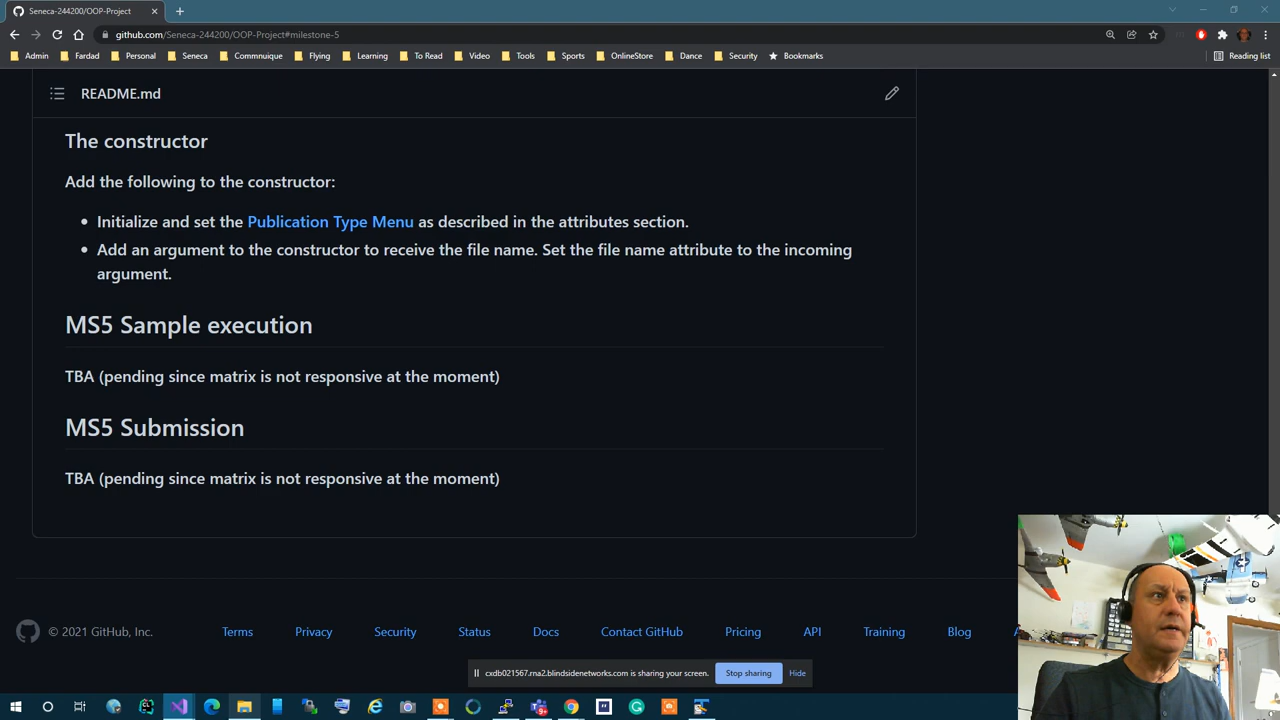 Seneca-244200/OOP-Project
github.com/Seneca-244200/OOP-Project#milestone-5
Admin Fardad Personal Seneca Commnuique Flying Learning To Read Video Tools Sports OnlineStore Dance Security Bookmarks Reading list
README.md
The constructor
Add the following to the constructor:
Initialize and set the Publication Type Menu as described in the attributes section.
Add an argument to the constructor to receive the file name. Set the file name attribute to the incoming
argument.
MS5 Sample execution
TBA (pending since matrix is not responsive at the moment)
MS5 Submission
TBA (pending since matrix is not responsive at the moment)
© 2021 GitHub, Inc. Terms Privacy Security Status Docs Contact GitHub Pricing API Training Blog A
cxdb021567.rna2.blindsidenetworks.com is sharing your screen. Stop sharing Hide